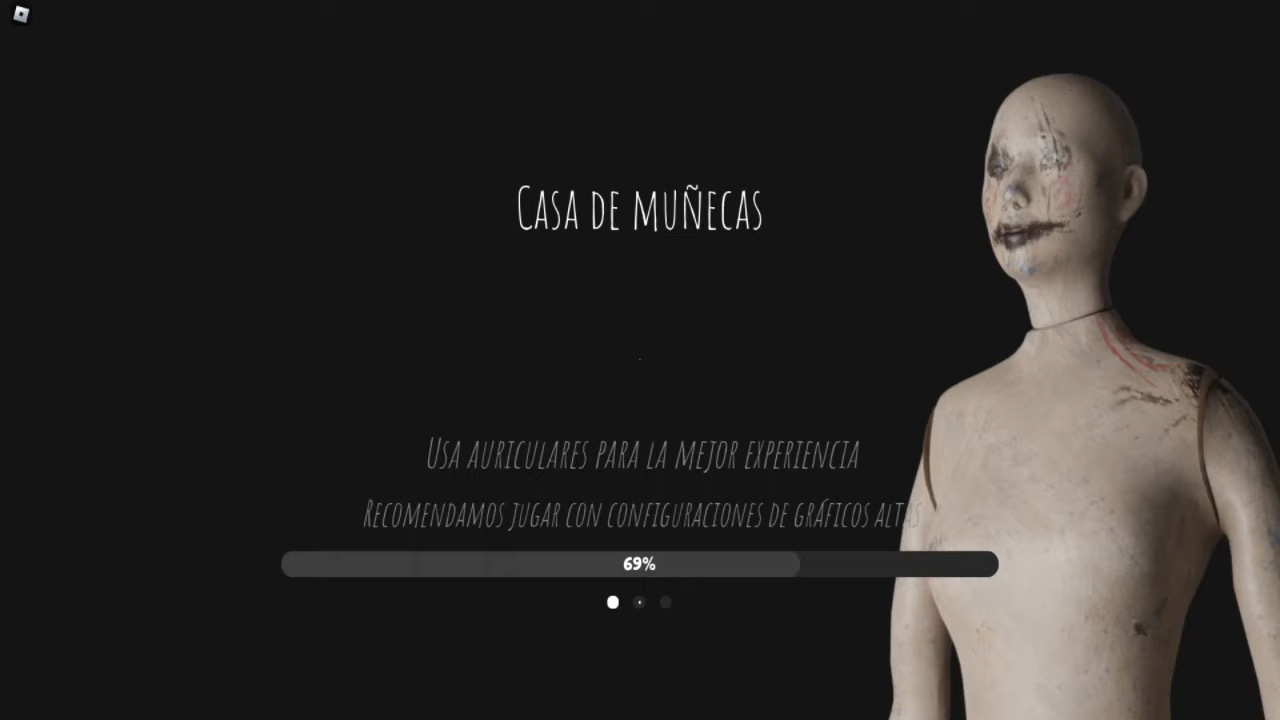 Casa de muñecas
Usa auriculares para la mejor experiencia
Recomendamos jugar con configuraciones de gráficos altas
69%